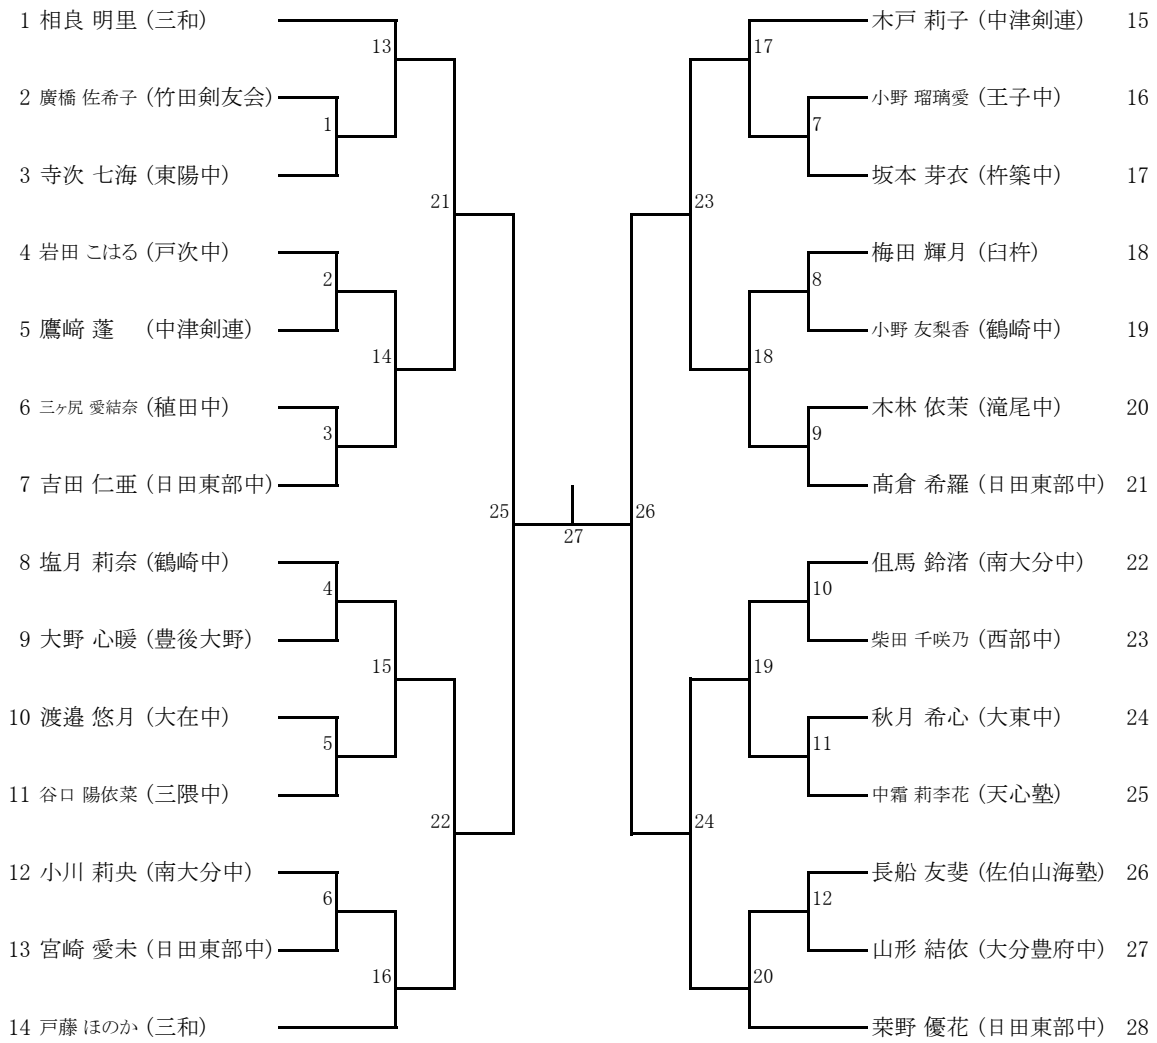 1 相良 明里 (三和)
2 廣橋 佐希子 (竹田剣友会)
3 寺次 七海 (東陽中)
4 岩田 こはる (戸次中)
5 鷹﨑 蓬 (中津剣連)
6 三ヶ尻 愛結奈 (稙田中)
7 吉田 仁亜 (日田東部中)
8 塩月 莉奈 (鶴崎中)
9 大野 心暖 (豊後大野)
10 渡邉 悠月 (大在中)
11 谷口 陽依菜 (三隈中)
12 小川 莉央 (南大分中)
13 宮崎 愛未 (日田東部中)
14 戸藤 ほのか (三和)
13
1
21
2
14
3
25
4
15
5
22
6
16
27
17
7
23
8
18
9
26
10
19
11
24
12
20
木戸 莉子 (中津剣連) 15
小野 瑠璃愛 (王子中) 16
坂本 芽衣 (杵築中) 17
梅田 輝月 (臼杵) 18
小野 友梨香 (鶴崎中) 19
木林 依茉 (滝尾中) 20
髙倉 希羅 (日田東部中) 21
伹馬 鈴渚 (南大分中) 22
柴田 千咲乃 (西部中) 23
秋月 希心 (大東中) 24
中霜 莉李花 (天心塾) 25
長船 友斐 (佐伯山海塾) 26
山形 結依 (大分豊府中) 27
桒野 優花 (日田東部中) 28